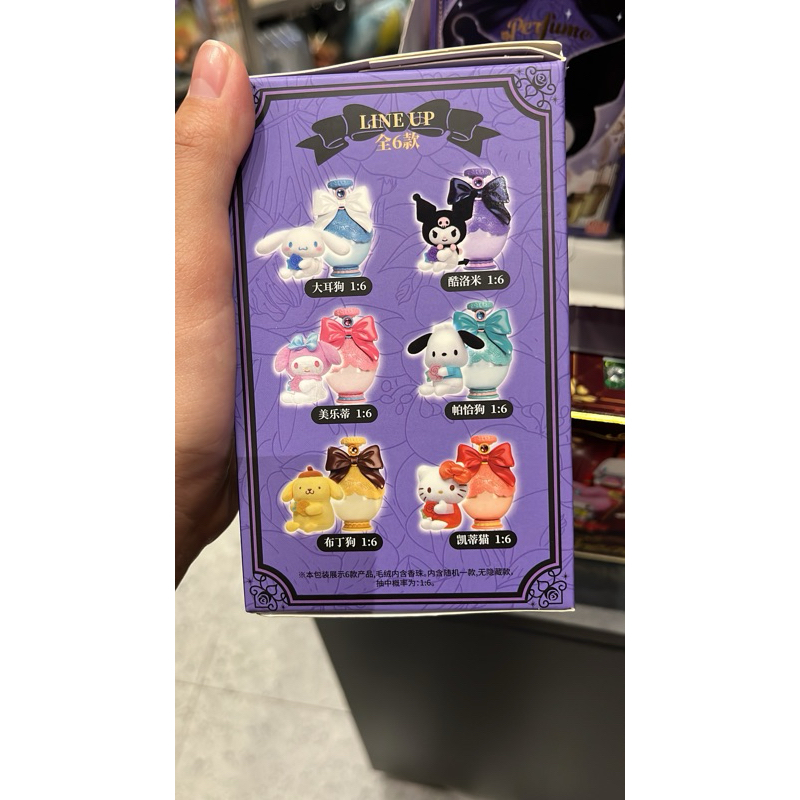 Perfume
LINE UP
全6款
大耳狗 1:6
酷洛米 1:6
美乐蒂 1:6
帕恰狗 1:6
布丁狗 1:6
凯蒂猫 1:6
※本包装展示6款产品,毛绒内含香珠。内含随机一款,无隐藏款,
抽中概率为:1:6。